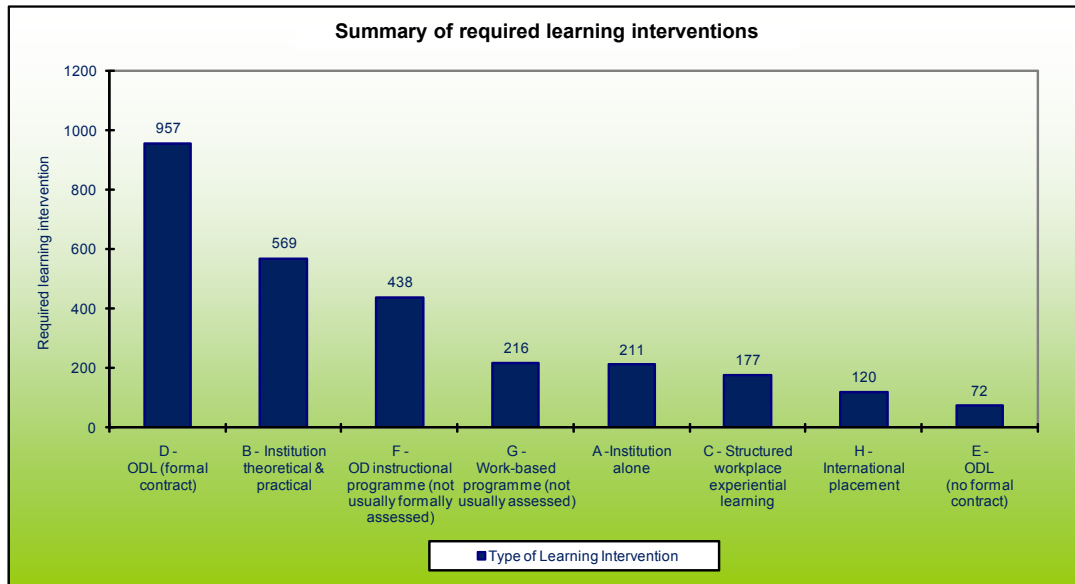 Summary of required learning interventions
Required learning intervention
1200
1000
800
600
400
200
0
957
569
438
216
211
177
120
72
D -
ODL (formal
contract)
B - Institution
theoretical &
practical
F -
OD instructional
programme (not
usually formally
assessed)
G -
Work-based
programme (not
usually assessed)
A -Institution
alone
C - Structured
workplace
experiential
learning
H -
International
placement
E -
ODL
(no formal
contract)
Type of Learning Intervention